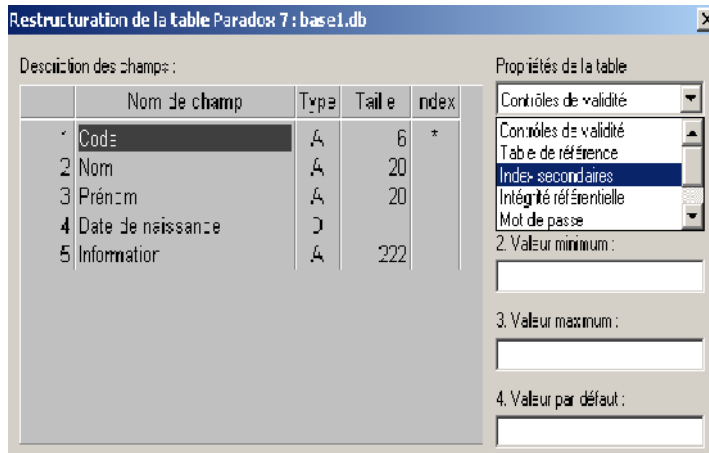 Restructuration de la table Paradox 7 : base1.db
Description des champs :
Nom de champ Type Taille Index
1 Code A 6 *
2 Nom A 20
3 Prénom A 20
4 Date de naissance D
5 Information A 222
Propriétés de la table
Contrôles de validité
Contrôles de validité
Table de référence
Index secondaires
Intégrité référentielle
Mot de passe
2. Valeur minimum :
3. Valeur maximum :
4. Valeur par défaut :